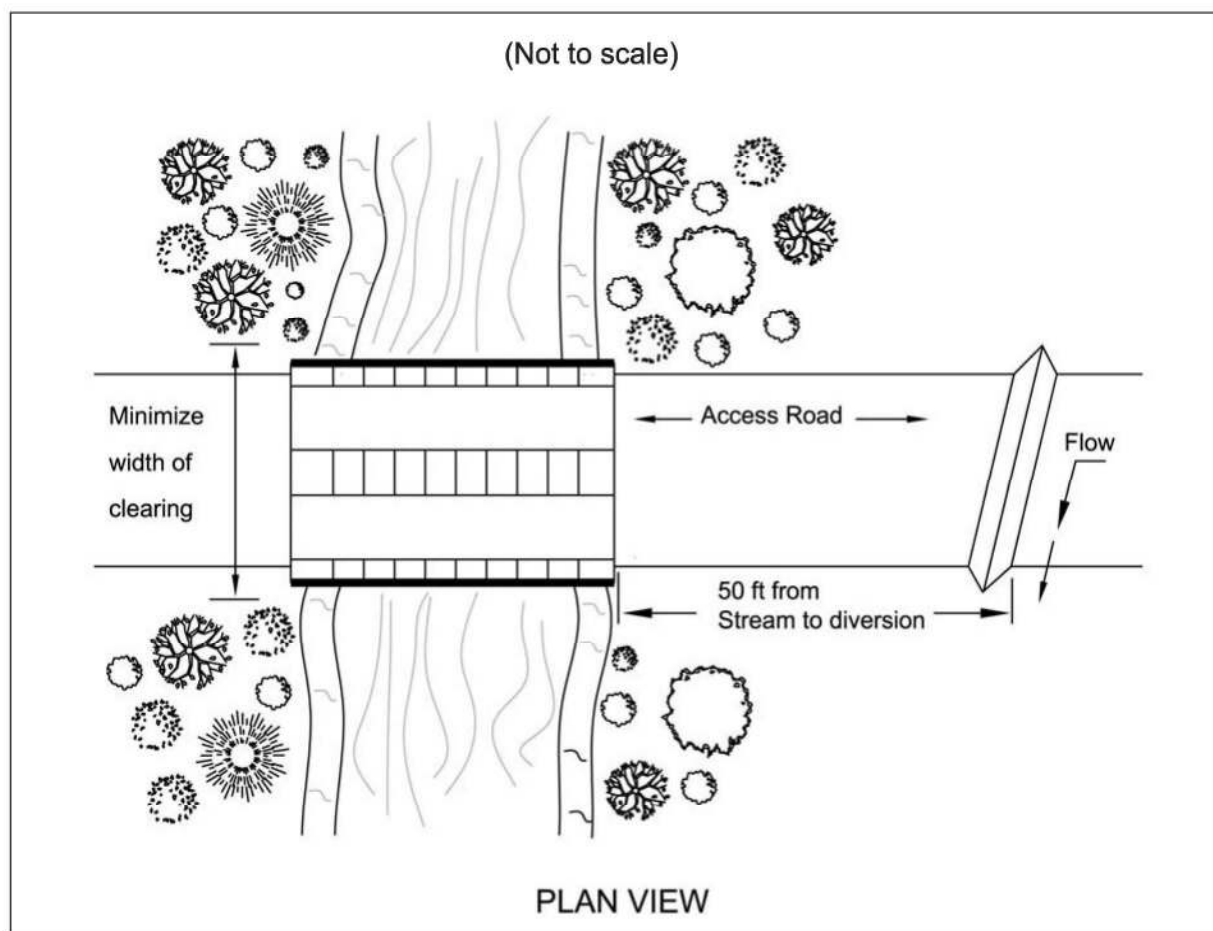 (Not to scale)
Minimize
width of
clearing
Access Road
Flow
50 ft from
Stream to diversion
PLAN VIEW